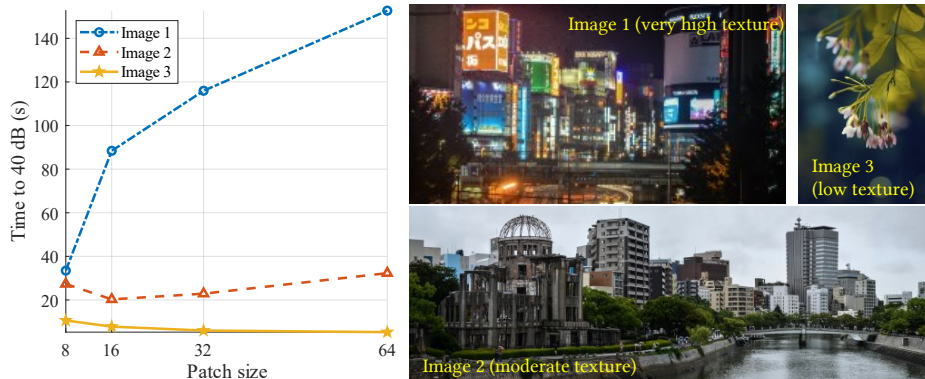 Time to 40 dB (s)
140
120
100
80
60
40
20
8
16
32
64
Patch size
Image 1
Image 2
Image 3
Image 1 (very high texture)
コ
パス
Image 3
(low texture)
Image 2 (moderate texture)